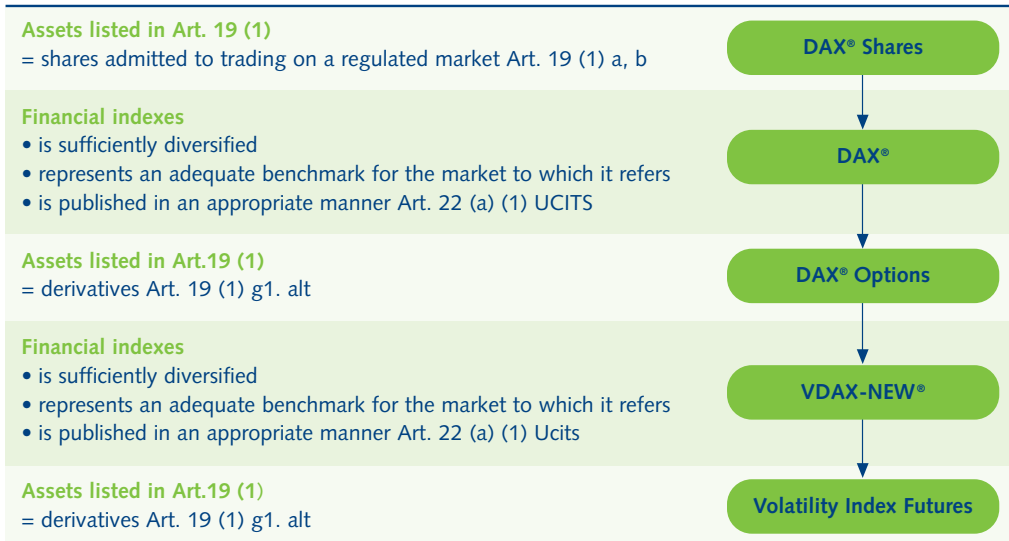 Assets listed in Art. 19 (1)
= shares admitted to trading on a regulated market Art. 19 (1) a, b
DAX® Shares
Financial indexes
• is sufficiently diversified
• represents an adequate benchmark for the market to which it refers
• is published in an appropriate manner Art. 22 (a) (1) UCITS
DAX®
Assets listed in Art.19 (1)
= derivatives Art. 19 (1) g1. alt
DAX® Options
Financial indexes
• is sufficiently diversified
• represents an adequate benchmark for the market to which it refers
• is published in an appropriate manner Art. 22 (a) (1) Ucits
VDAX-NEW®
Assets listed in Art.19 (1)
= derivatives Art. 19 (1) g1. alt
Volatility Index Futures